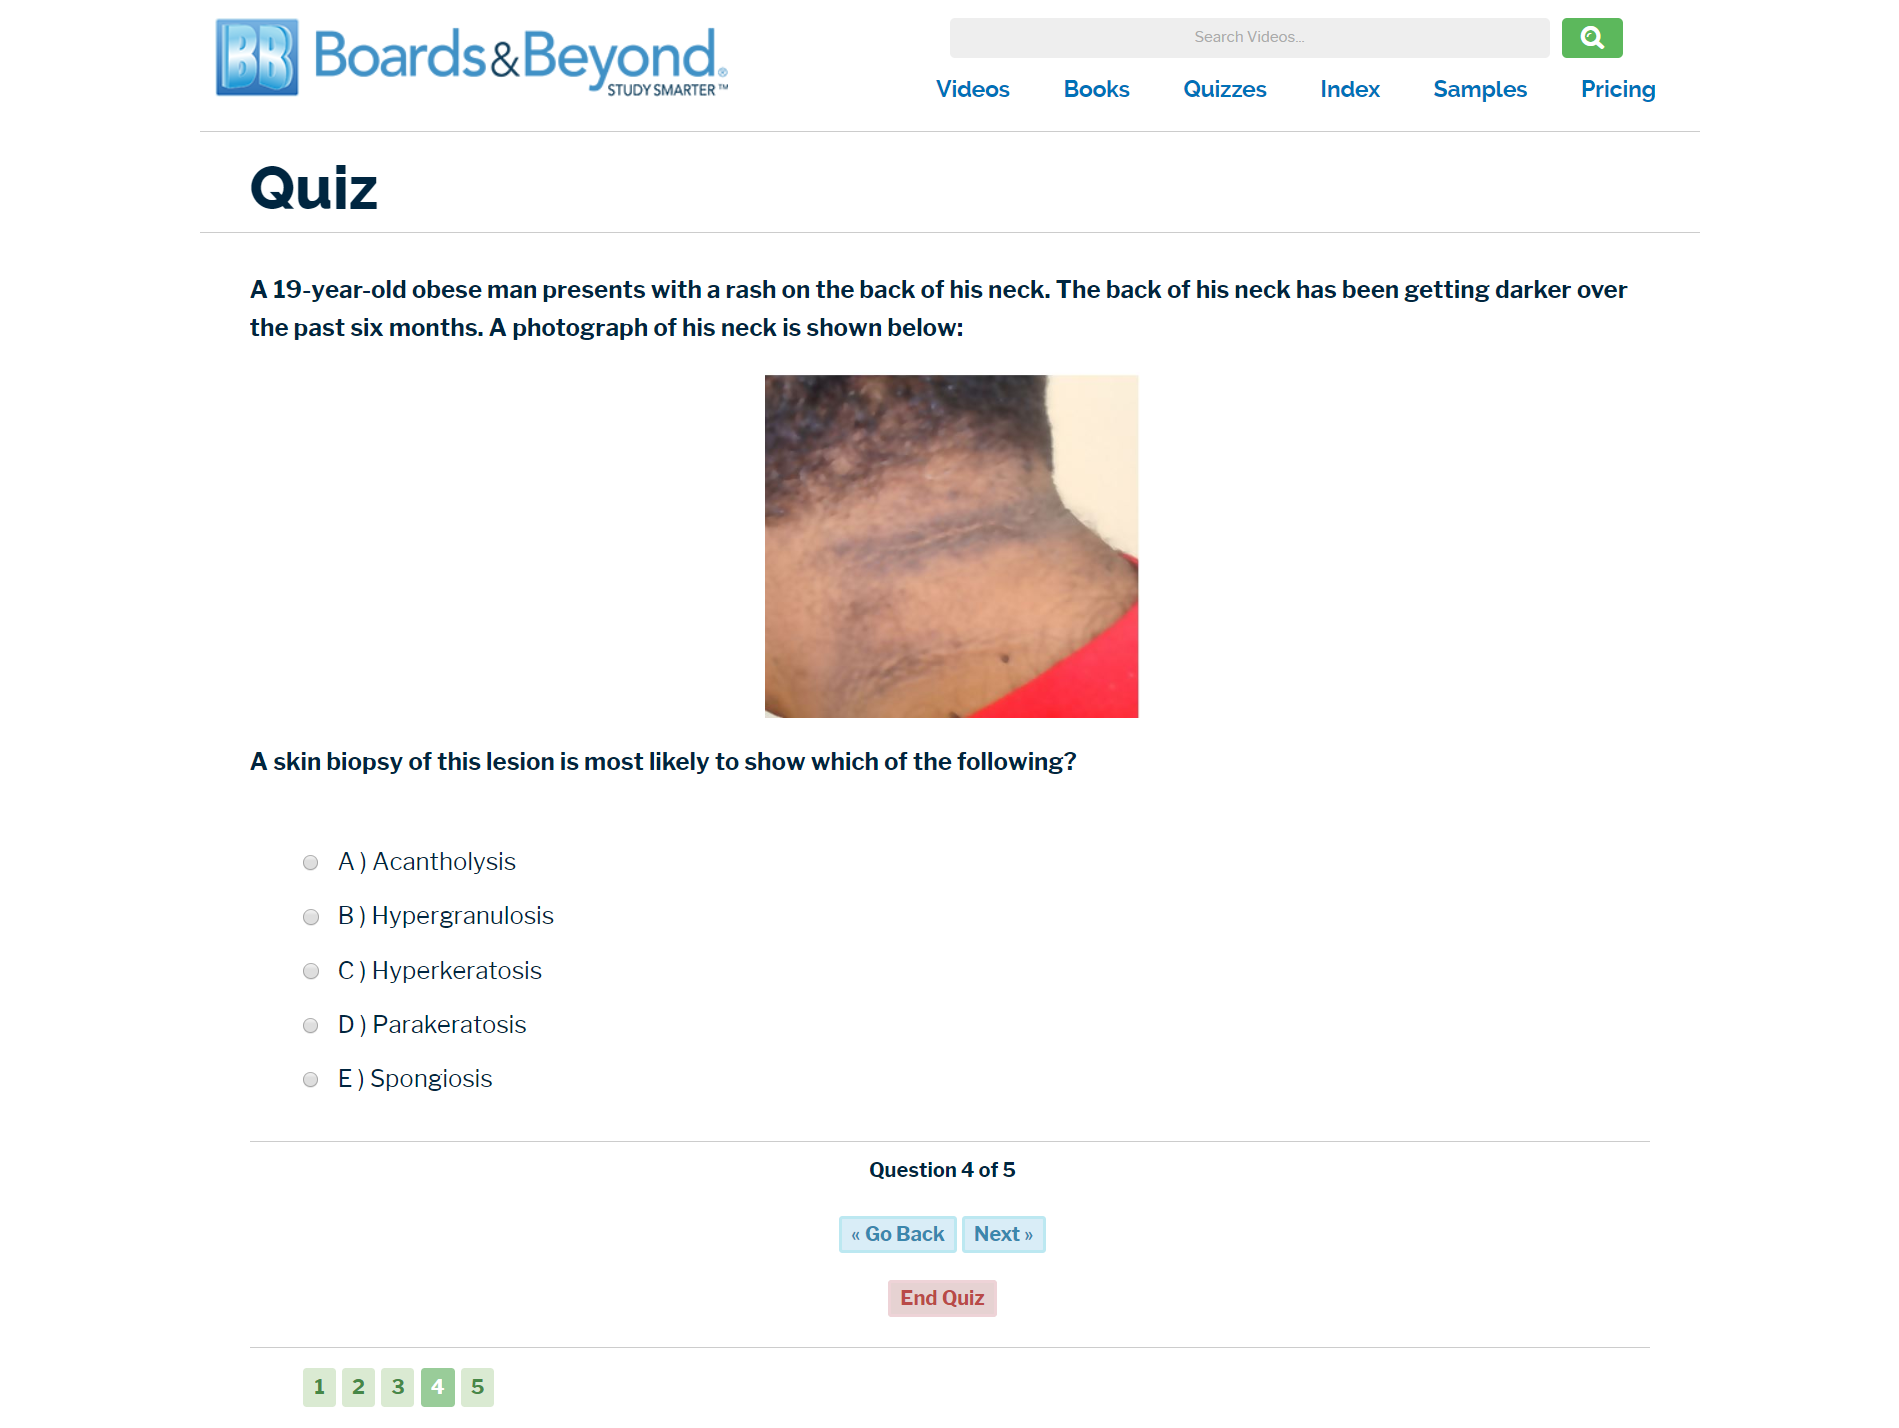 BB Boards&Beyond®
STUDY SMARTER™
Search Videos...
Videos Books Quizzes Index Samples Pricing
Quiz
A 19-year-old obese man presents with a rash on the back of his neck. The back of his neck has been getting darker over
the past six months. A photograph of his neck is shown below:
A skin biopsy of this lesion is most likely to show which of the following?
A ) Acantholysis
B ) Hypergranulosis
C ) Hyperkeratosis
D ) Parakeratosis
E ) Spongiosis
Question 4 of 5
« Go Back Next »
End Quiz
1 2 3 4 5